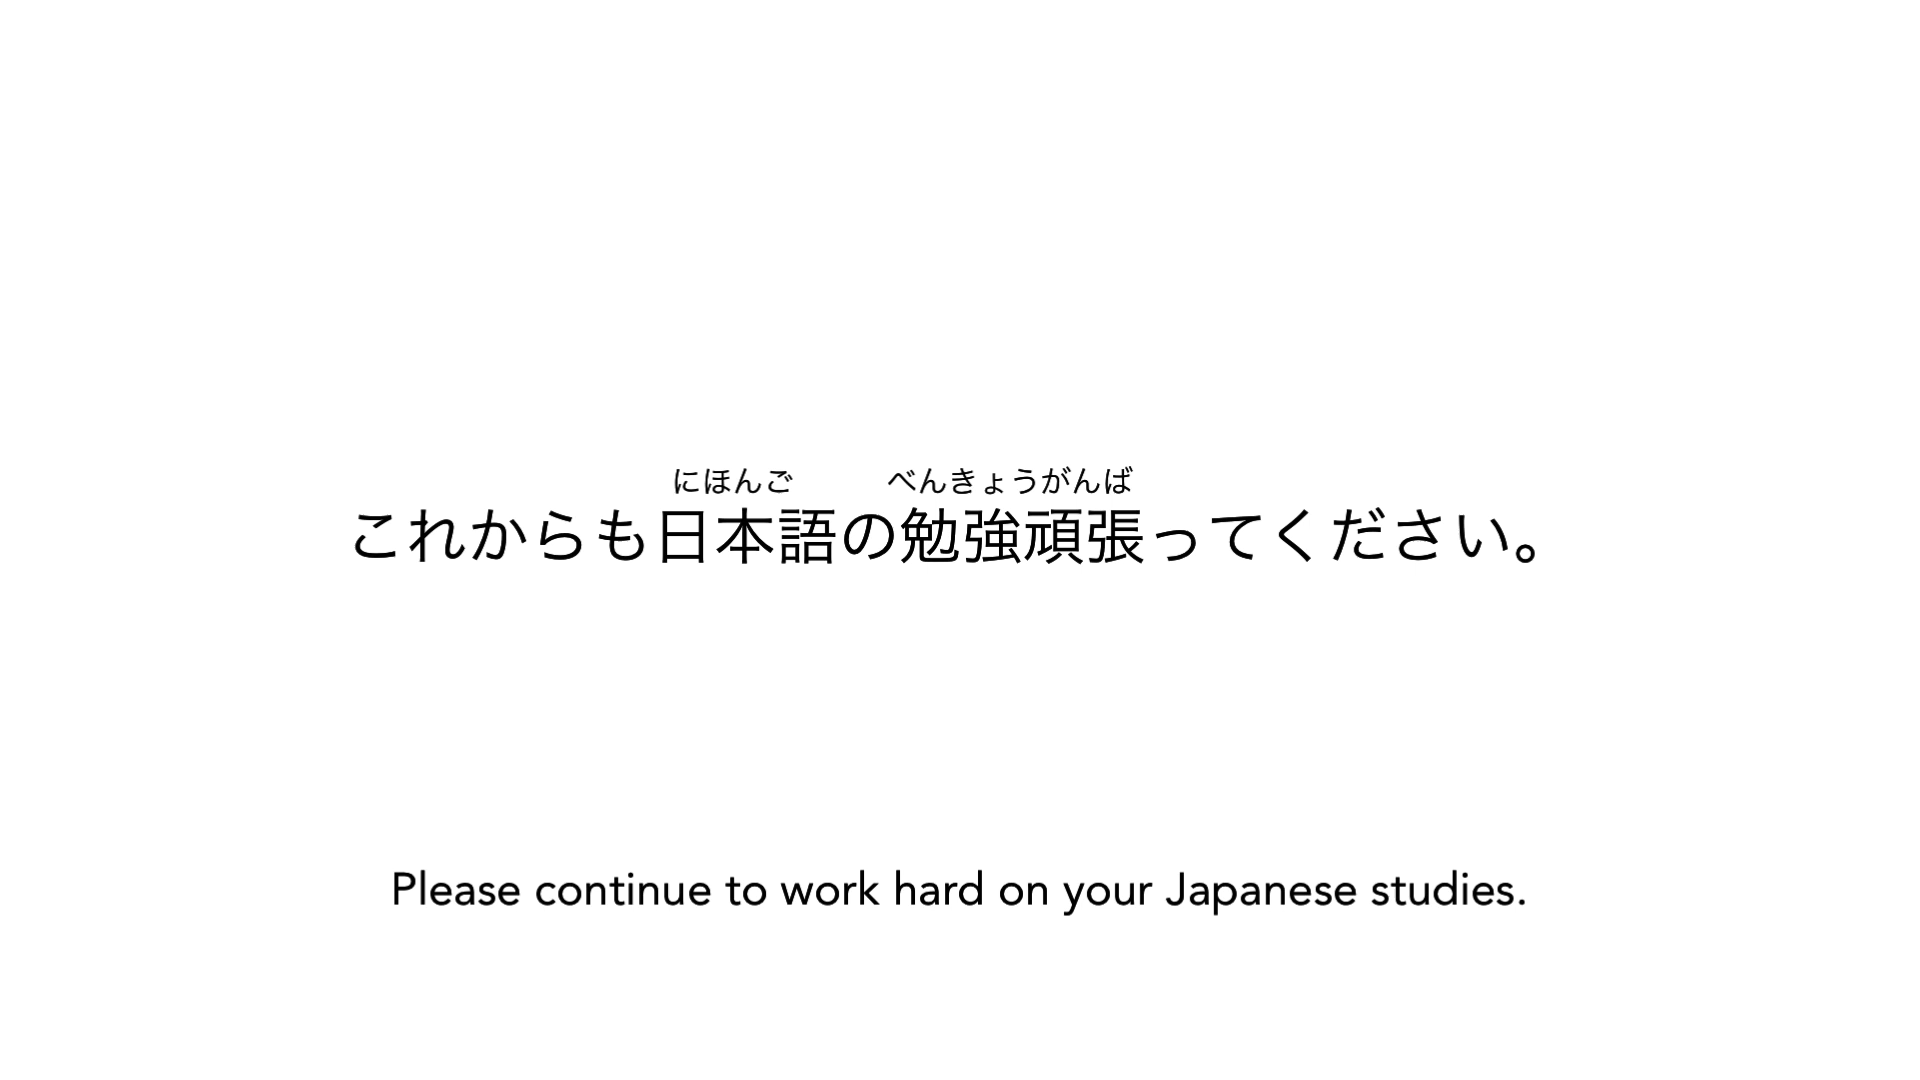 にほんご べんきょうがんば
これからも日本語の勉強頑張ってください。
Please continue to work hard on your Japanese studies.